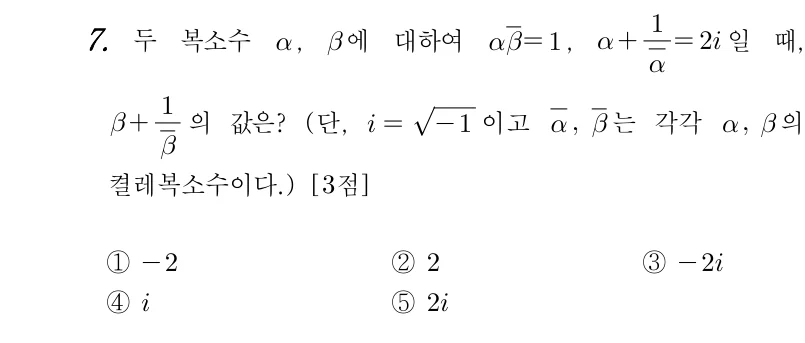 7. 두 복소수 α, β에 대하여 αβ̅=1, α+1/α̅=2i 일 때,
β+1/β̅ 의 값은? (단, i=√-1 이고 α̅, β̅는 각각 α, β의
켤레복소수이다.) [3점]
① -2 ② 2 ③ -2i
④ i ⑤ 2i